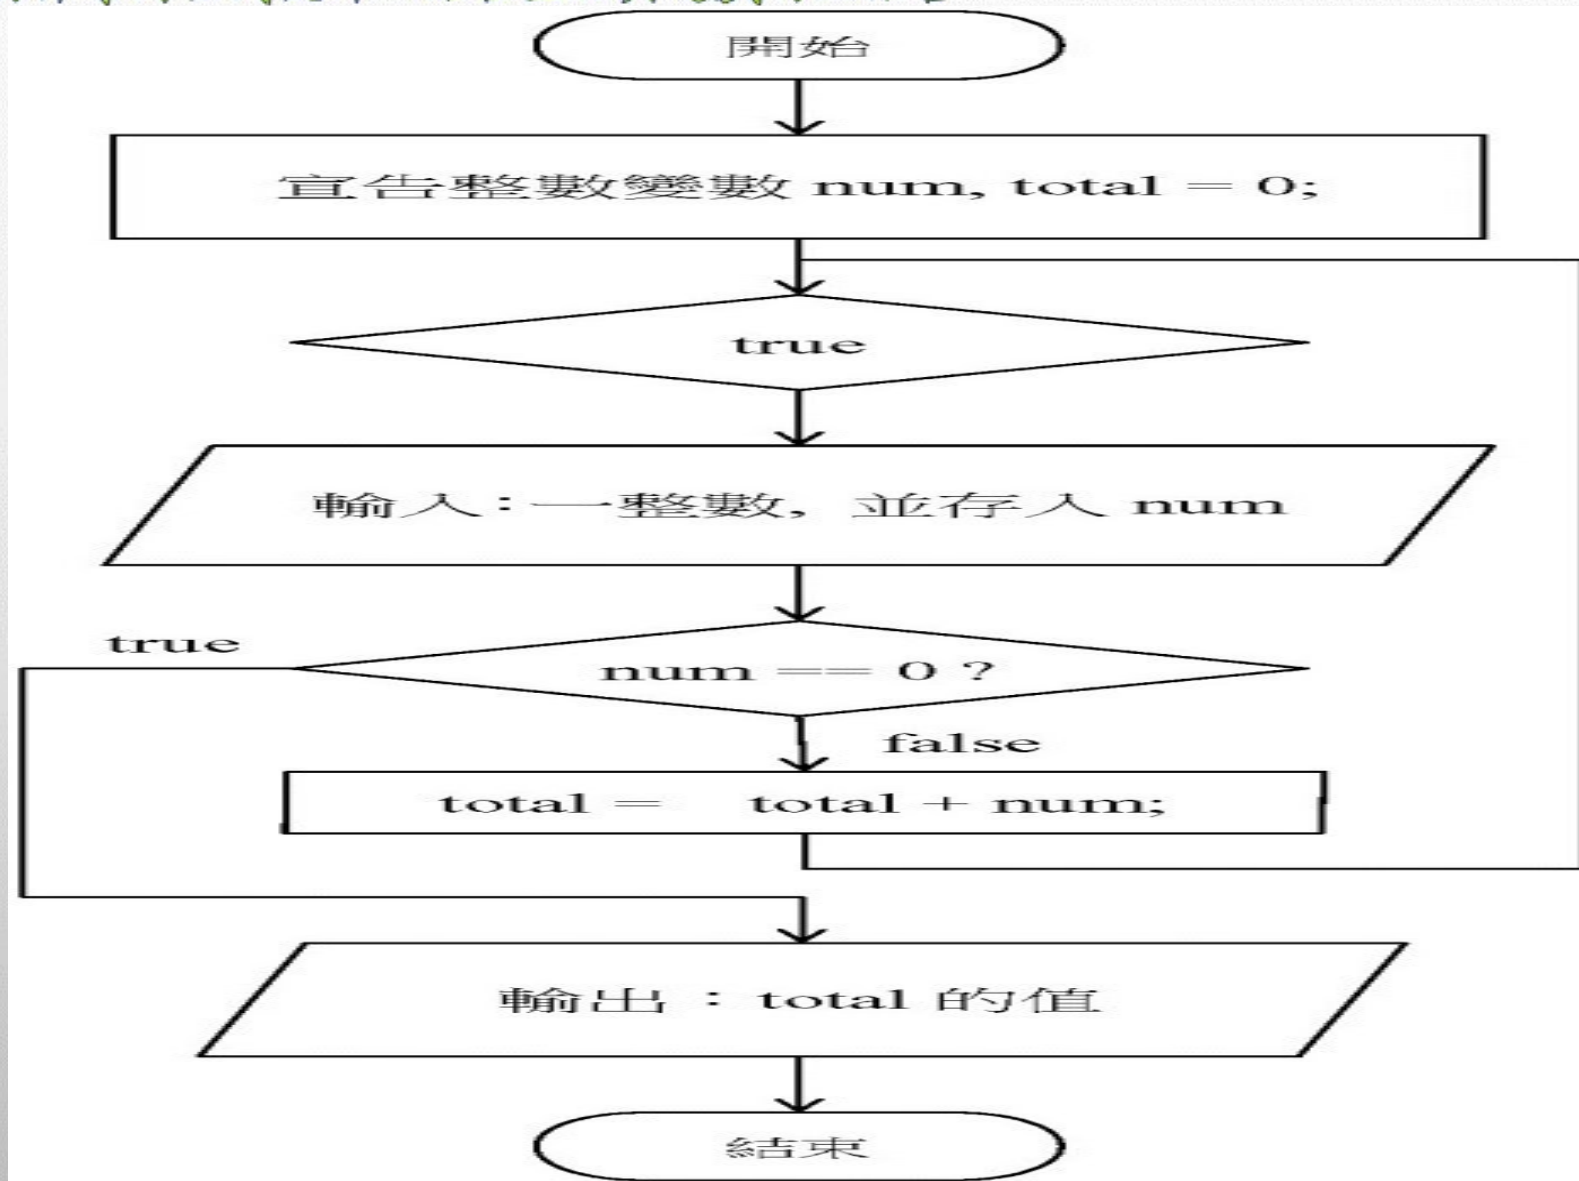 開始
宣告整數變數 num, total = 0;
true
輸入：一整數, 並存入 num
true
num == 0 ?
false
total = total + num;
輸出：total 的值
結束